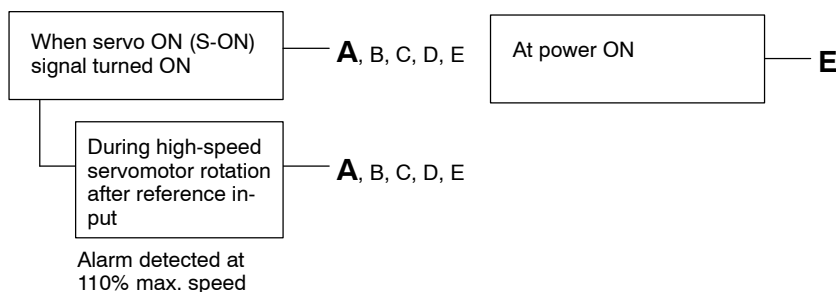 When servo ON (S-ON)
signal turned ON
A, B, C, D, E
At power ON
E
During high-speed
servomotor rotation
after reference in-
put
A, B, C, D, E
Alarm detected at
110% max. speed